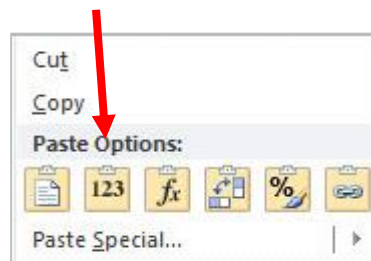 Cut
Copy
Paste Options:
123 fx %
Paste Special...